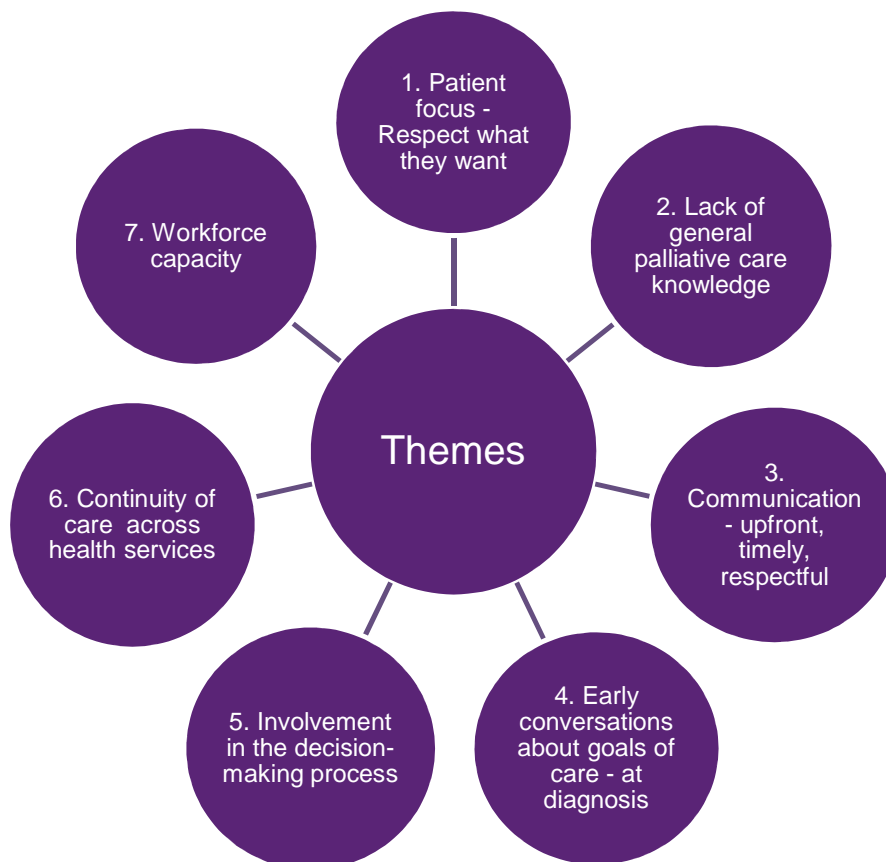 1. Patient
focus -
Respect what
they want
2. Lack of
general
palliative care
knowledge
3.
Communication
- upfront,
timely,
respectful
4. Early
conversations
about goals of
care - at
diagnosis
5. Involvement
in the decision-
making process
6. Continuity of
care  across
health services
7. Workforce
capacity
Themes